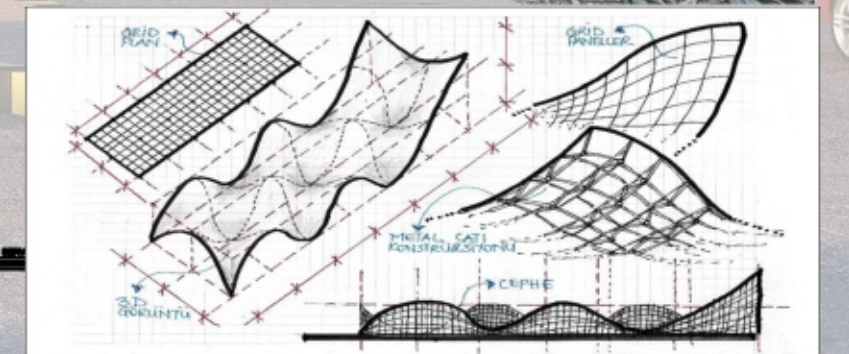 GRID
PLAN
GRID
PANELLER
METAL ÇATI
KONSTRÜKSİYONU
CEPHE
3D
GÖRÜNTÜ